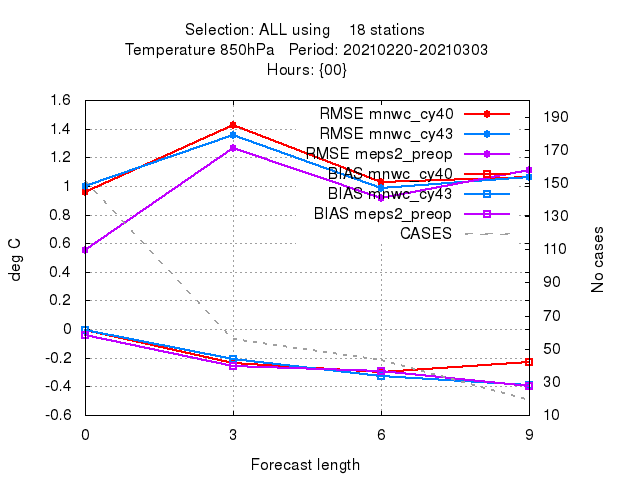 Selection: ALL using 18 stations
Temperature 850hPa Period: 20210220-20210303
Hours: {00}
1.6
1.4
1.2
1
0.8
0.6
0.4
0.2
0
-0.2
-0.4
-0.6
deg C
RMSE mnwc_cy40
RMSE mnwc_cy43
RMSE meps2_preop
BIAS mnwc_cy40
BIAS mnwc_cy43
BIAS meps2_preop
CASES
190
170
150
130
110
90
70
50
30
10
No cases
0 3 6 9
Forecast length